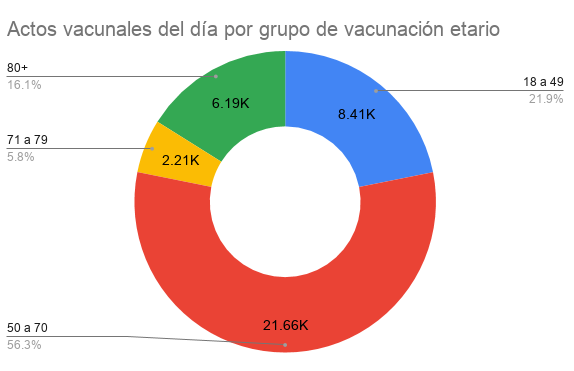 Actos vacunales del día por grupo de vacunación etario
80+
16.1%
18 a 49
21.9%
6.19K
8.41K
71 a 79
5.8%
2.21K
21.66K
50 a 70
56.3%